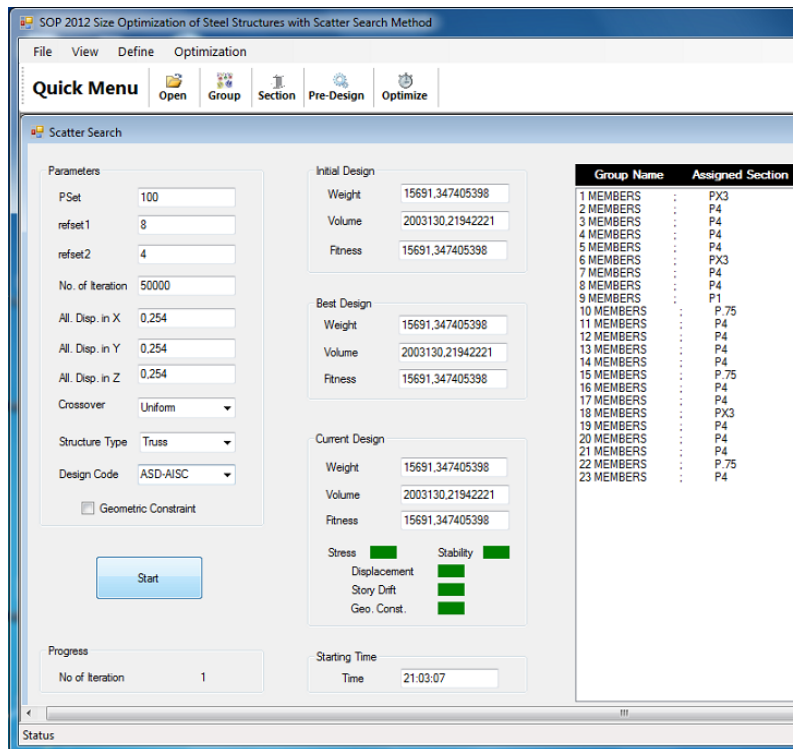 SOP 2012 Size Optimization of Steel Structures with Scatter Search Method
File View Define Optimization
Quick Menu Open Group Section Pre-Design Optimize
Scatter Search
Parameters
PSet 100
refset1 8
refset2 4
No. of Iteration 50000
All. Disp. in X 0,254
All. Disp. in Y 0,254
All. Disp. in Z 0,254
Crossover Uniform
Structure Type Truss
Design Code ASD-AISC
Geometric Constraint
Start
Progress
No of Iteration 1
Initial Design
Weight 15691,347405398
Volume 2003130,21942221
Fitness 15691,347405398
Best Design
Weight 15691,347405398
Volume 2003130,21942221
Fitness 15691,347405398
Current Design
Weight 15691,347405398
Volume 2003130,21942221
Fitness 15691,347405398
Stress Stability
Displacement
Story Drift
Geo. Const.
Starting Time
Time 21:03:07
Group Name Assigned Section
1 MEMBERS : PX3
2 MEMBERS : P4
3 MEMBERS : P4
4 MEMBERS : P4
5 MEMBERS : P4
6 MEMBERS : PX3
7 MEMBERS : P4
8 MEMBERS : P4
9 MEMBERS : P1
10 MEMBERS : P.75
11 MEMBERS : P4
12 MEMBERS : P4
13 MEMBERS : P4
14 MEMBERS : P4
15 MEMBERS : P.75
16 MEMBERS : P4
17 MEMBERS : P4
18 MEMBERS : PX3
19 MEMBERS : P4
20 MEMBERS : P4
21 MEMBERS : P4
22 MEMBERS : P.75
23 MEMBERS : P4
Status